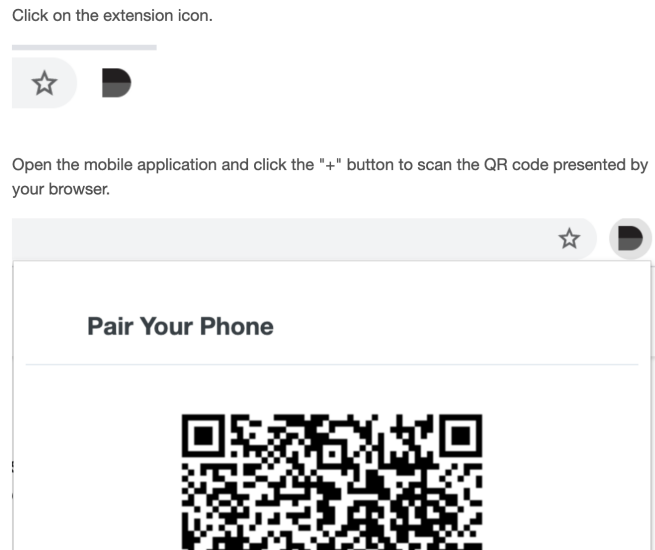 Click on the extension icon.
Open the mobile application and click the "+" button to scan the QR code presented by
your browser.
Pair Your Phone